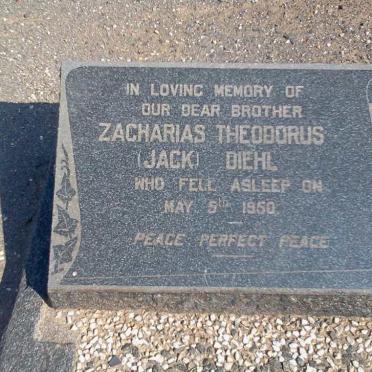 IN LOVING MEMORY OF
OUR DEAR BROTHER
ZACHARIAS THEODORUS
(JACK) DIEHL
WHO FELL ASLEEP ON
MAY 5TH 1950.
PEACE PERFECT PEACE